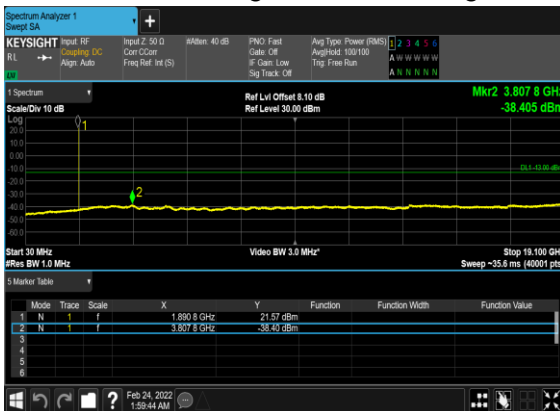 Spectrum Analyzer 1
Swept SA
KEYSIGHT Input: RF Input Z: 50 Ω #Atten: 40 dB PNO: Fast Avg Type: Power (RMS) 1 2 3 4 5 6
RL Coupling: DC Corr CCorr Gate: Off Avg|Hold: 100/100 A W W W W W
Align: Auto Freq Ref: Int (S) IF Gain: Low Trig: Free Run
Sig Track: Off A N N N N N
1 Spectrum Ref Lvl Offset 8.10 dB Mkr2 3.807 8 GHz
Scale/Div 10 dB Ref Level 30.00 dBm -38.405 dBm
Log
20.0
10.0
0.00
-10.0
DL1 -13.00 dBm
-20.0
-30.0
-40.0
-50.0
-60.0
1
2
Start 30 MHz Video BW 3.0 MHz* Stop 19.100 GHz
#Res BW 1.0 MHz Sweep ~35.6 ms (40001 pts)
5 Marker Table
Mode Trace Scale X Y Function Function Width Function Value
1 N 1 f 1.890 8 GHz 21.57 dBm
2 N 1 f 3.807 8 GHz -38.40 dBm
3
4
5
6
? Feb 24, 2022
1:59:44 AM